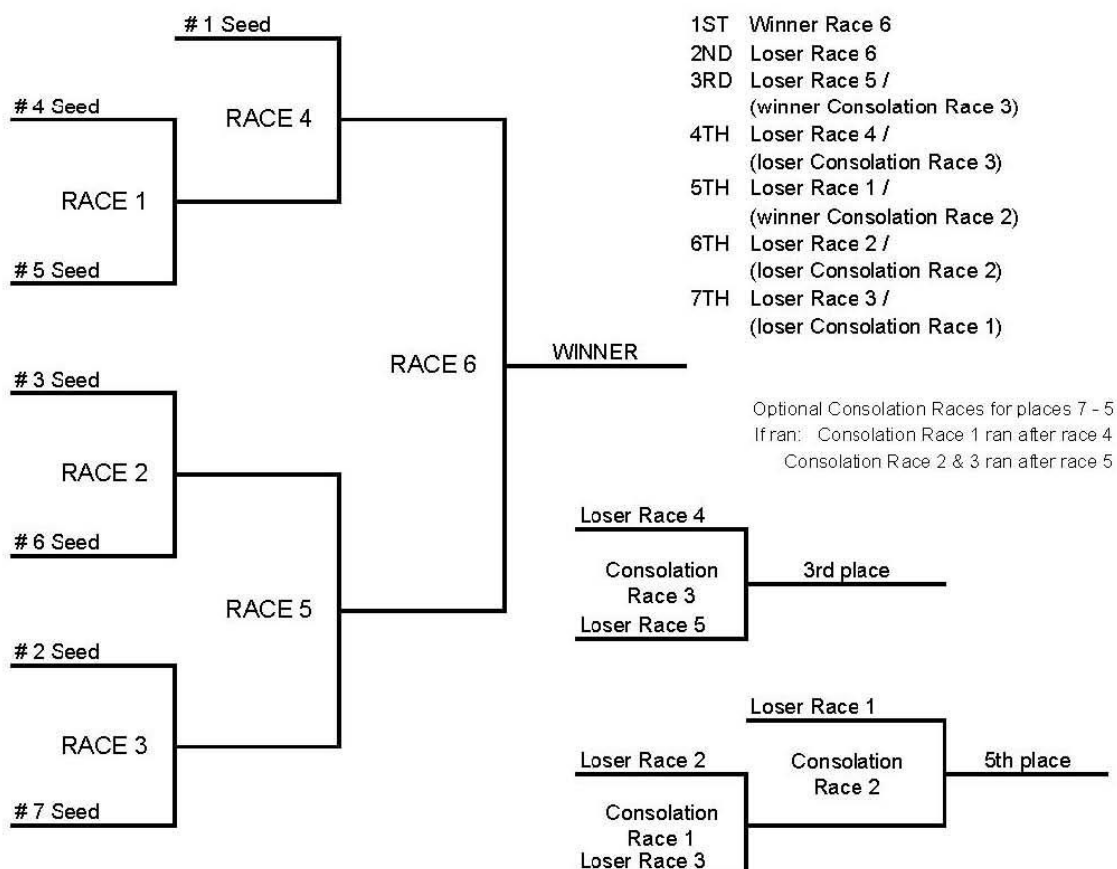 # 1 Seed
# 4 Seed
RACE 4
RACE 1
# 5 Seed
# 3 Seed
RACE 6
WINNER
RACE 2
# 6 Seed
RACE 5
# 2 Seed
RACE 3
# 7 Seed
1ST Winner Race 6
2ND Loser Race 6
3RD Loser Race 5 /
(winner Consolation Race 3)
4TH Loser Race 4 /
(loser Consolation Race 3)
5TH Loser Race 1 /
(winner Consolation Race 2)
6TH Loser Race 2 /
(loser Consolation Race 2)
7TH Loser Race 3 /
(loser Consolation Race 1)
Optional Consolation Races for places 7 - 5
If ran: Consolation Race 1 ran after race 4
Consolation Race 2 & 3 ran after race 5
Loser Race 4
Consolation
Race 3
3rd place
Loser Race 5
Loser Race 1
Loser Race 2
Consolation
Race 2
5th place
Consolation
Race 1
Loser Race 3